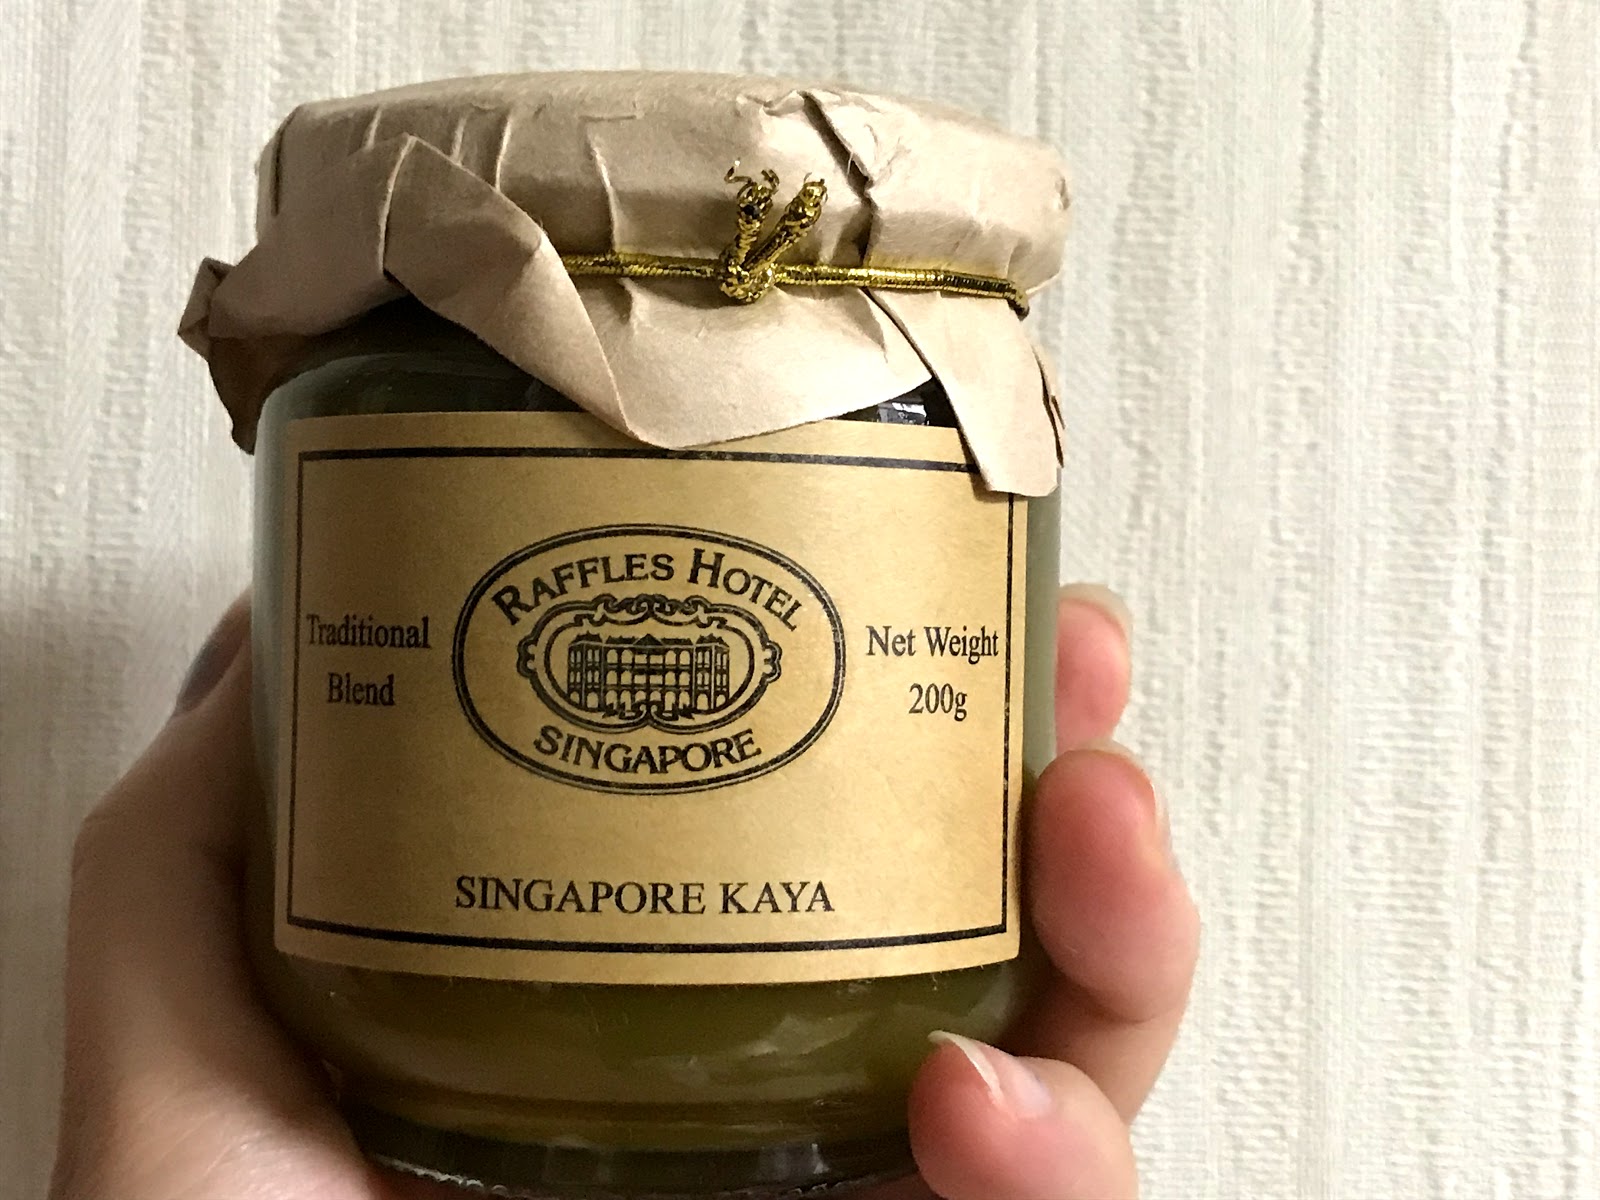 RAFFLES HOTEL
SINGAPORE
Traditional
Blend
Net Weight
200g
SINGAPORE KAYA